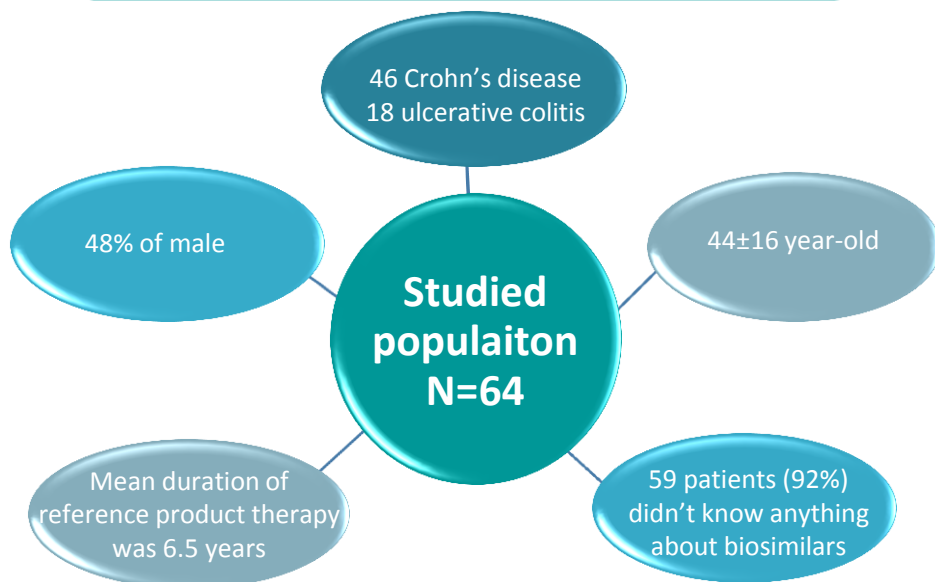 46 Crohn’s disease
18 ulcerative colitis
48% of male
44±16 year-old
Studied
populaiton
N=64
Mean duration of
reference product therapy
was 6.5 years
59 patients (92%)
didn’t know anything
about biosimilars